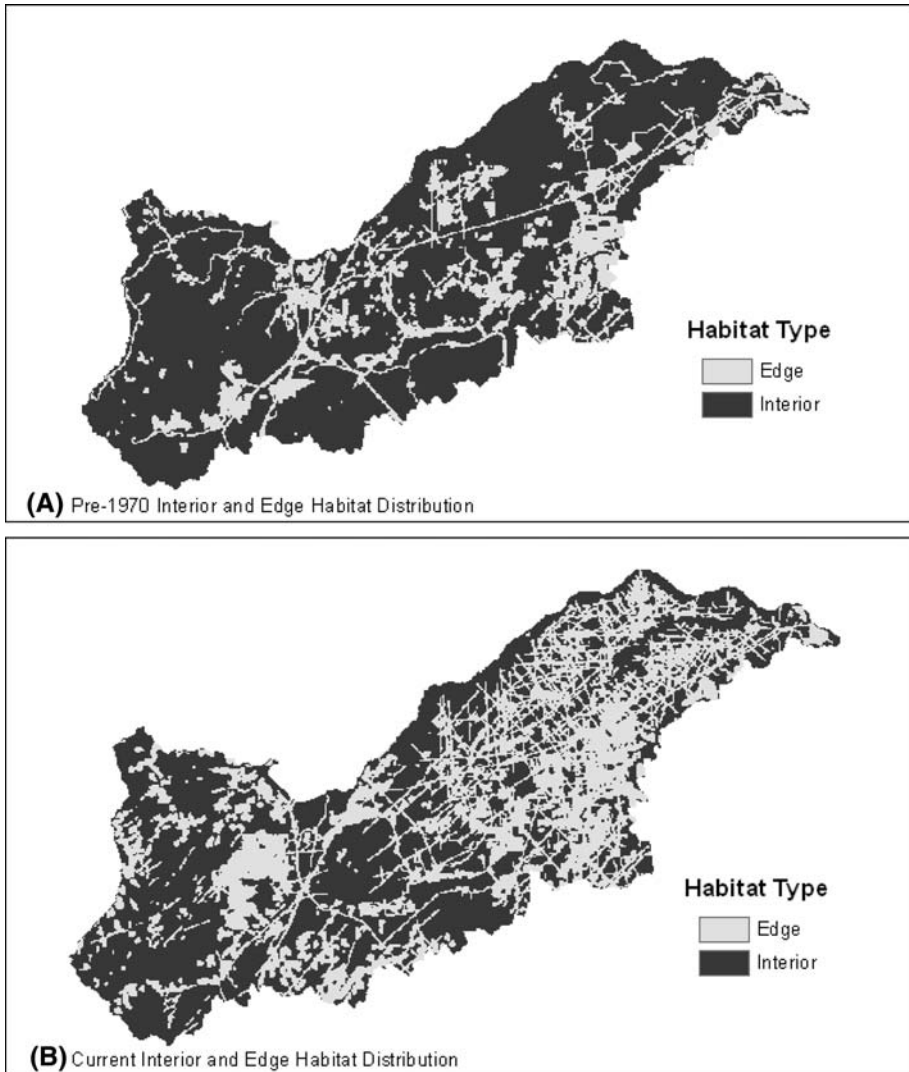 Habitat Type
Edge
Interior
(A) Pre-1970 Interior and Edge Habitat Distribution
Habitat Type
Edge
Interior
(B) Current Interior and Edge Habitat Distribution